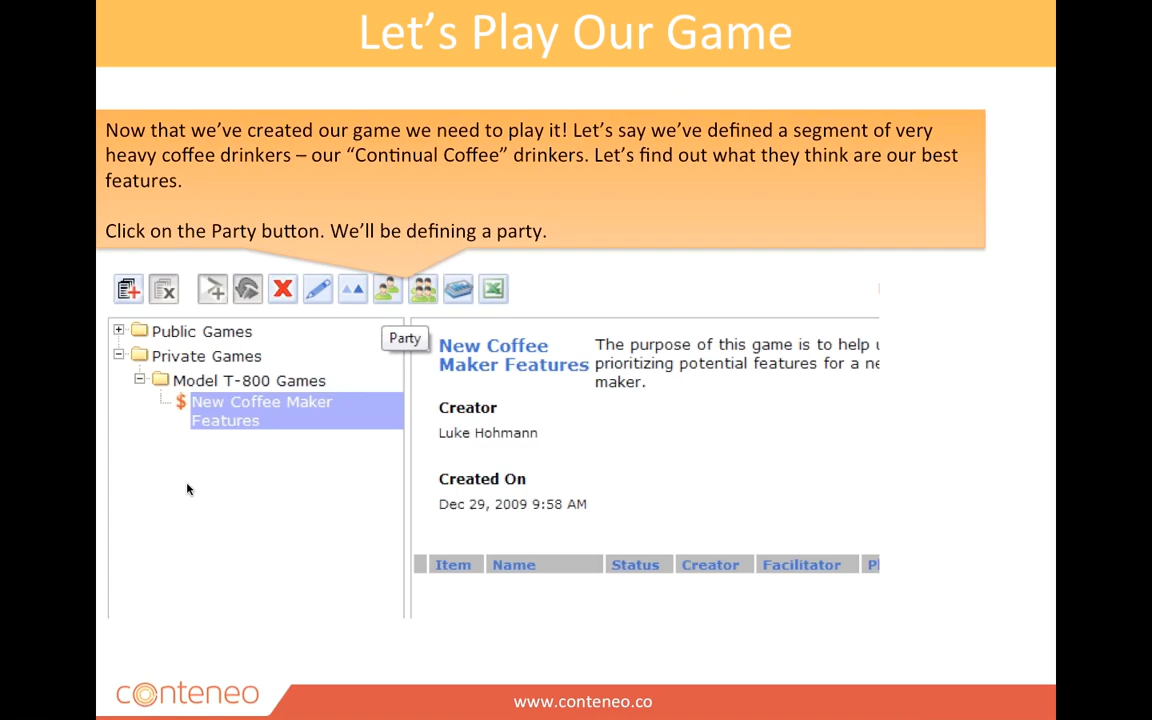 Let's Play Our Game
Now that we've created our game we need to play it! Let's say we've defined a segment of very
heavy coffee drinkers – our “Continual Coffee” drinkers. Let's find out what they think are our best
features.
Click on the Party button. We'll be defining a party.
Public Games
Private Games
Model T-800 Games
New Coffee Maker
Features
Party
New Coffee
Maker Features
The purpose of this game is to help
prioritizing potential features for a
maker.
Creator
Luke Hohmann
Created On
Dec 29, 2009 9:58 AM
Item Name Status Creator Facilitator
conteneo
www.conteneo.co